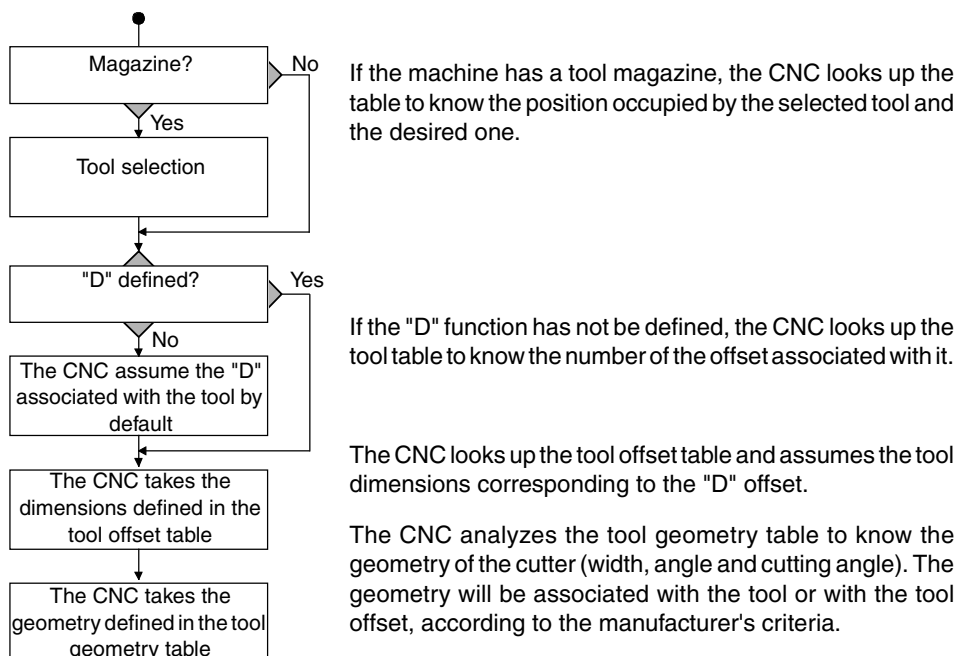 Magazine?
No
If the machine has a tool magazine, the CNC looks up the
table to know the position occupied by the selected tool and
the desired one.
Yes
Tool selection
"D" defined?
Yes
No
If the "D" function has not be defined, the CNC looks up the
tool table to know the number of the offset associated with it.
The CNC assume the "D"
associated with the tool by
default
The CNC looks up the tool offset table and assumes the tool
dimensions corresponding to the "D" offset.
The CNC takes the
dimensions defined in the
tool offset table
The CNC analyzes the tool geometry table to know the
geometry of the cutter (width, angle and cutting angle). The
geometry will be associated with the tool or with the tool
offset, according to the manufacturer's criteria.
The CNC takes the
geometry defined in the tool
geometry table